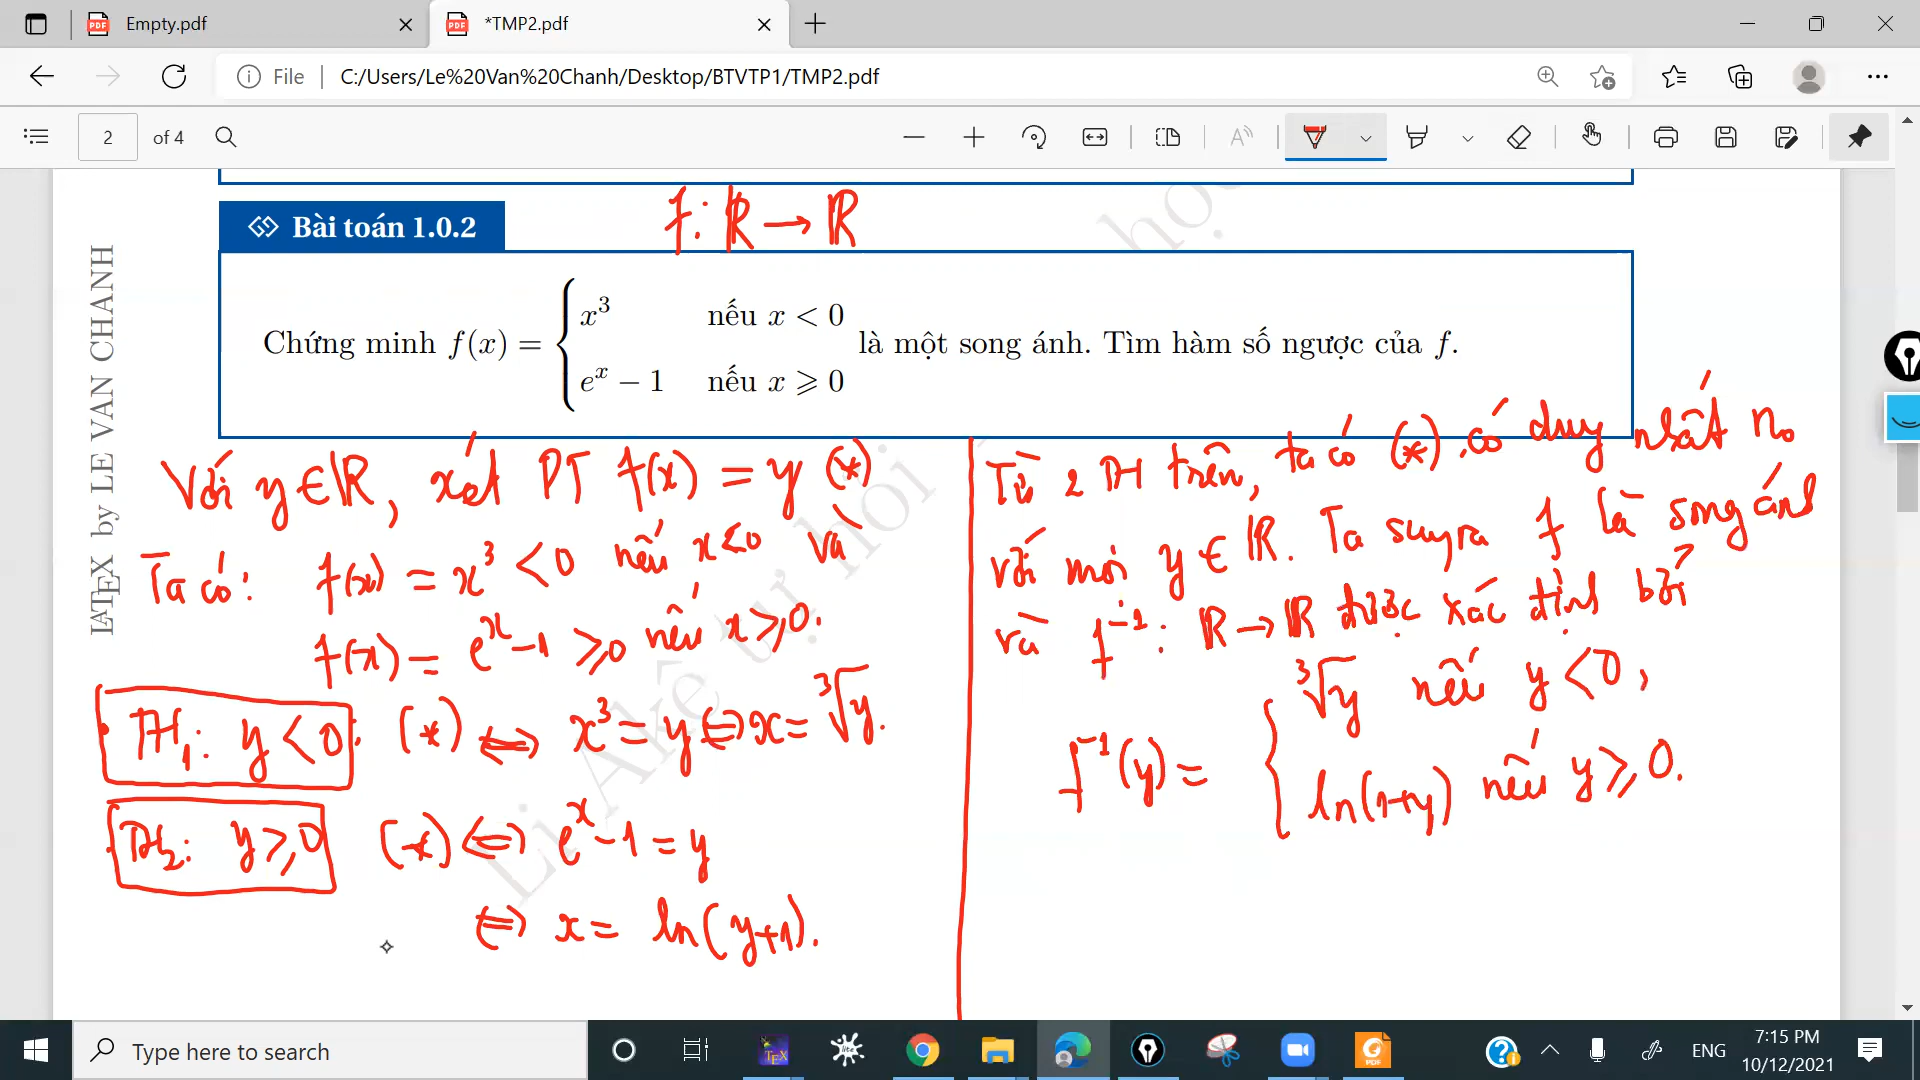 Empty.pdf
*TMP2.pdf
File
C:/Users/Le%20Van%20Chanh/Desktop/BTVTP1/TMP2.pdf
2 of 4
LATEX by LE VAN CHANH
Bài toán 1.0.2
f: ℝ → ℝ
Chứng minh f(x) = { x³ nếu x < 0
e^x − 1 nếu x ⩾ 0
là một song ánh. Tìm hàm số ngược của f.
Với y ∈ ℝ, xét PT f(x) = y (*)
Ta có: f(x) = x³ < 0 nếu x < 0 và
f(x) = e^x − 1 ⩾ 0 nếu x ⩾ 0.
TH₁: y < 0: (*) ⇔ x³ = y ⇔ x = ∛y.
TH₂: y ⩾ 0 (*) ⇔ e^x − 1 = y
⇔ x = ln(y+1).
Từ 2 TH trên, ta có (*) có duy nhất no
với mọi y ∈ ℝ. Ta suy ra f là song ánh
và f⁻¹: ℝ → ℝ được xác định bởi
f⁻¹(y) = { ∛y nếu y < 0,
ln(1+y) nếu y ⩾ 0.
Type here to search
ENG
7:15 PM
10/12/2021